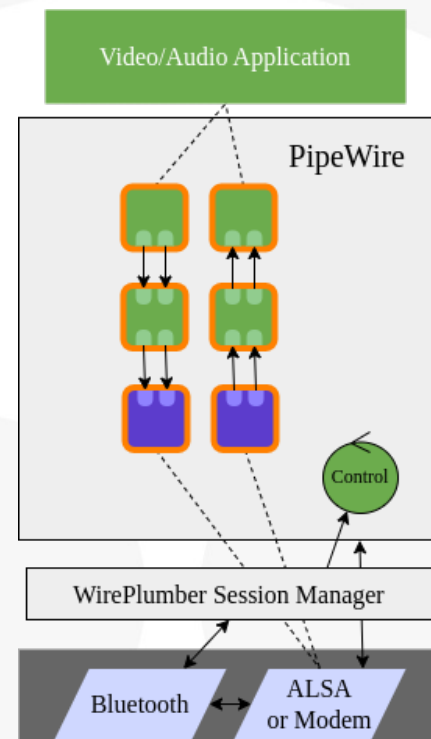 Video/Audio Application
PipeWire
Control
WirePlumber Session Manager
Bluetooth
ALSA
or Modem